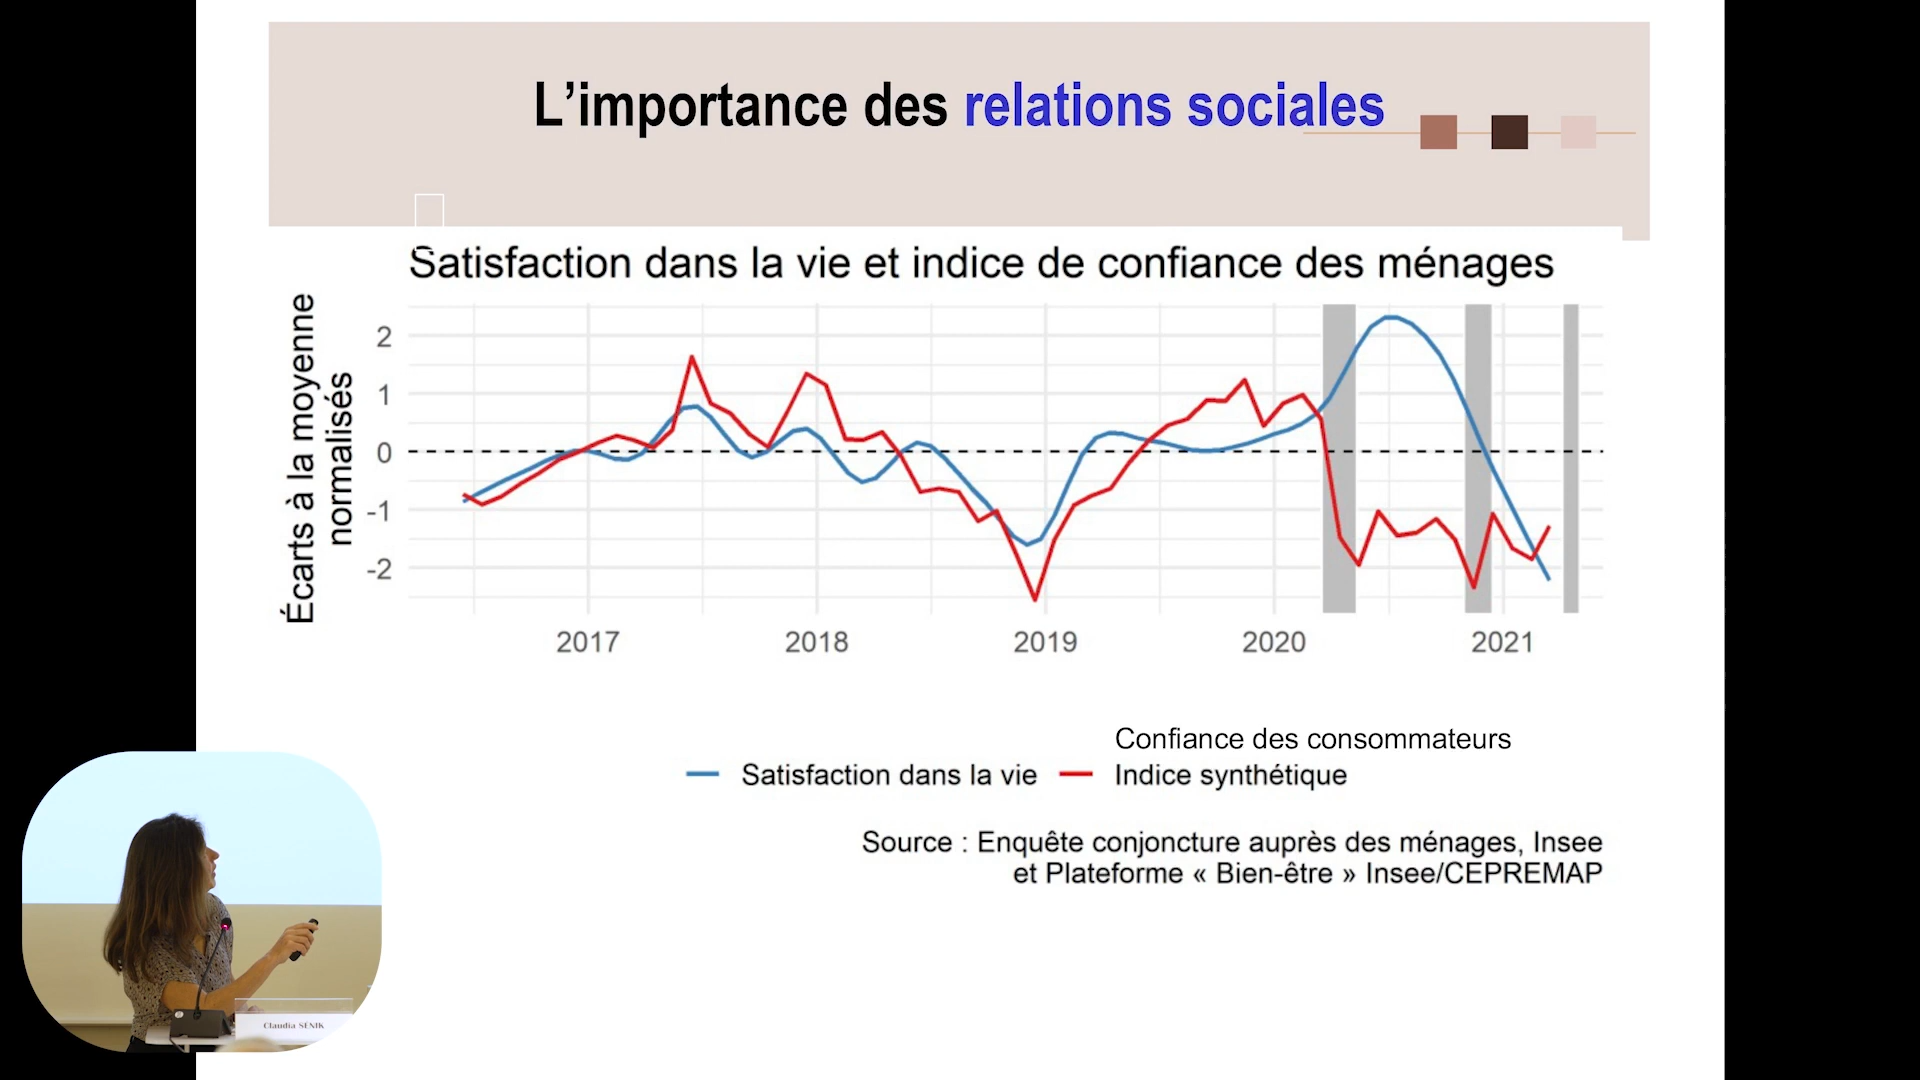 L’importance des relations sociales
Satisfaction dans la vie et indice de confiance des ménages
Écarts à la moyenne
normalisés
2
1
0
-1
-2
2017
2018
2019
2020
2021
Confiance des consommateurs
Satisfaction dans la vie
Indice synthétique
Source : Enquête conjoncture auprès des ménages, Insee
et Plateforme « Bien-être » Insee/CEPREMAP
Claudia SENIK